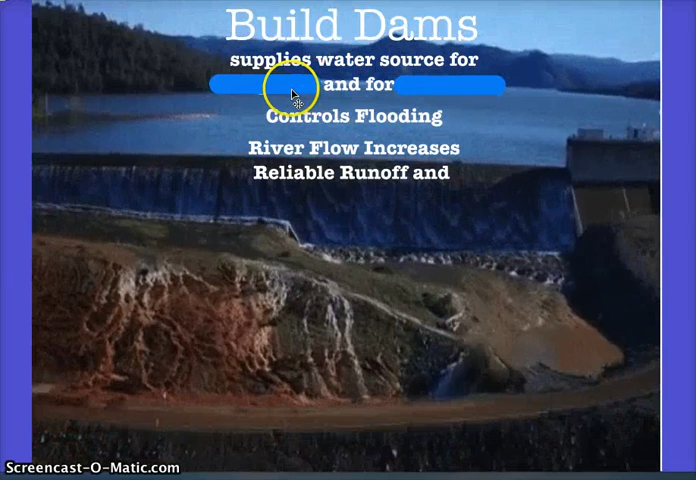 Build Dams
supplies water source for
and for
Controls Flooding
River Flow Increases
Reliable Runoff and
Screencast-O-Matic.com